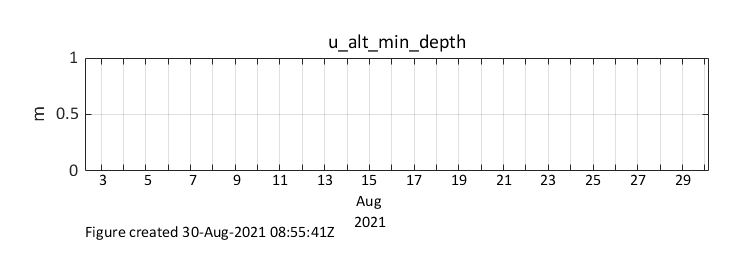 u_alt_min_depth
1
0.5
0
m
3 5 7 9 11 13 15 17 19 21 23 25 27 29
Aug
2021
Figure created 30-Aug-2021 08:55:41Z